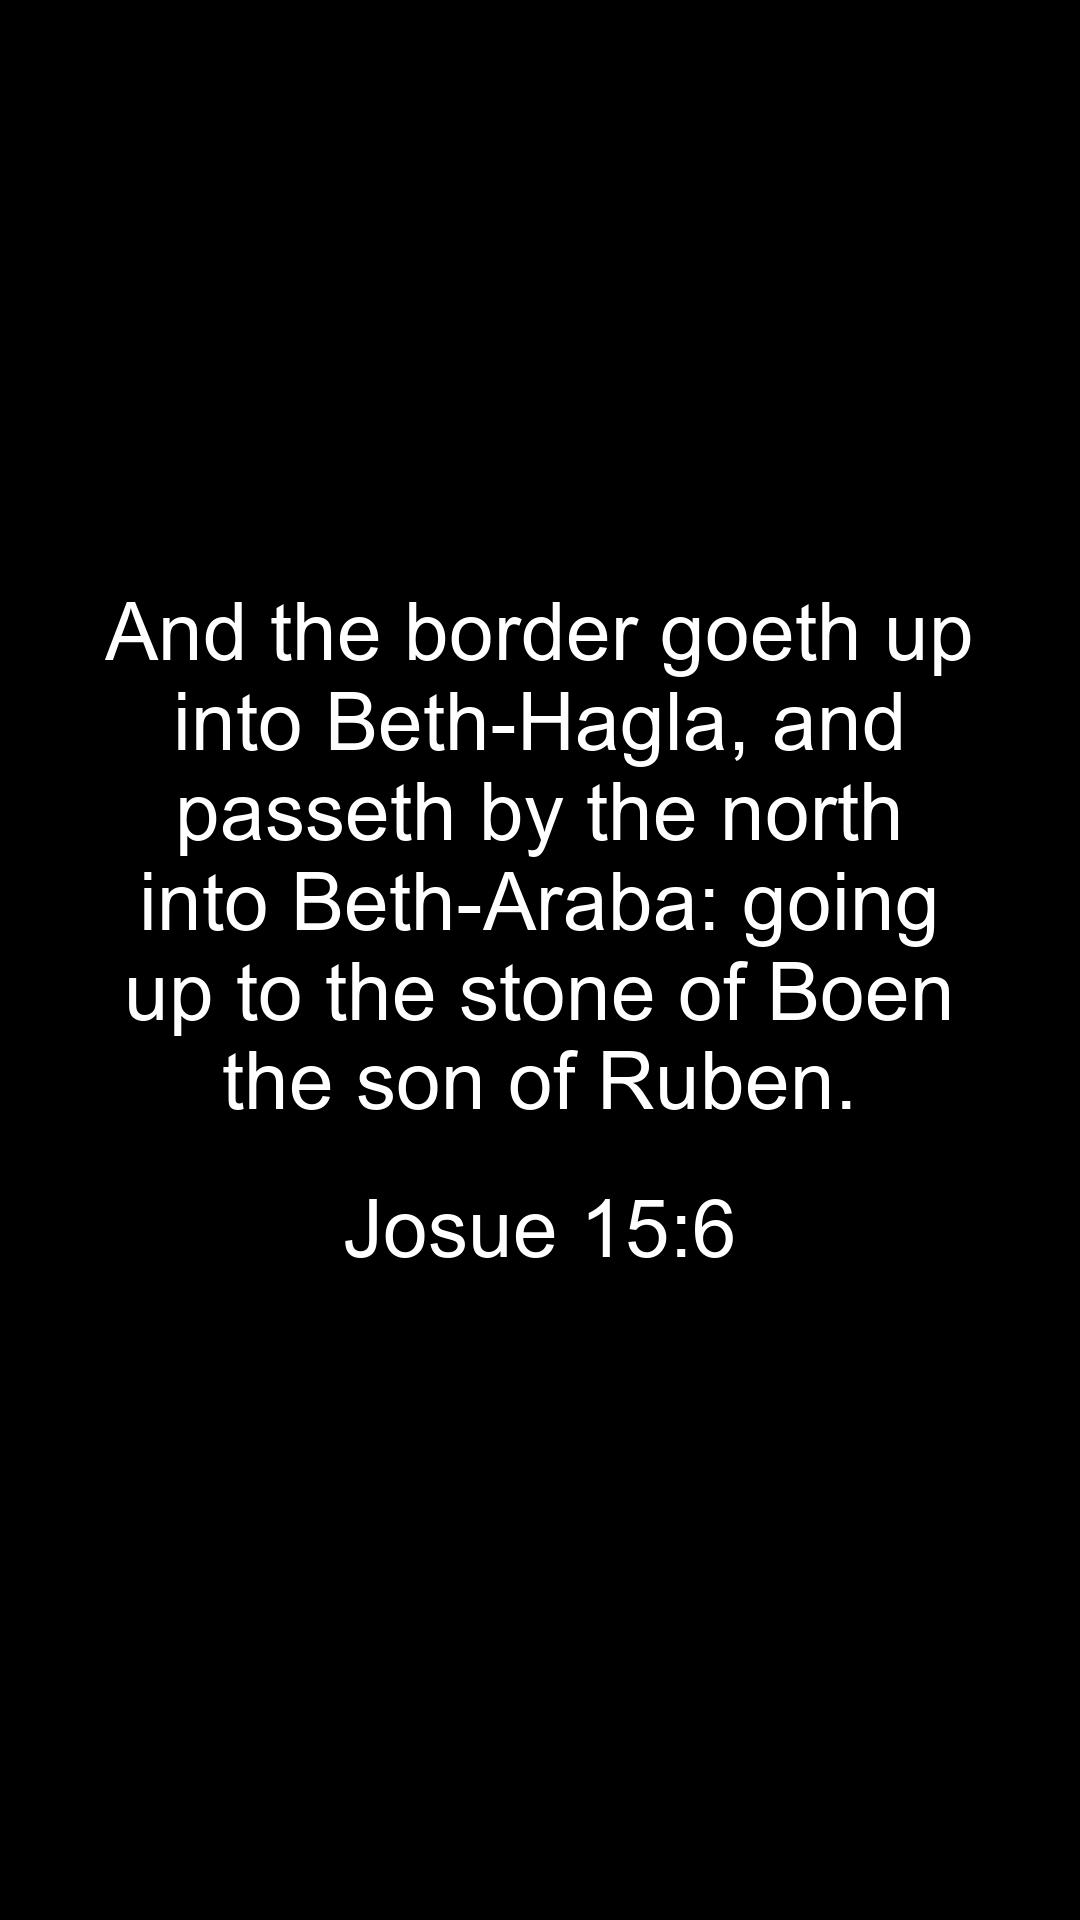 And the border goeth up
into Beth-Hagla, and
passeth by the north
into Beth-Araba: going
up to the stone of Boen
the son of Ruben.
Josue 15:6